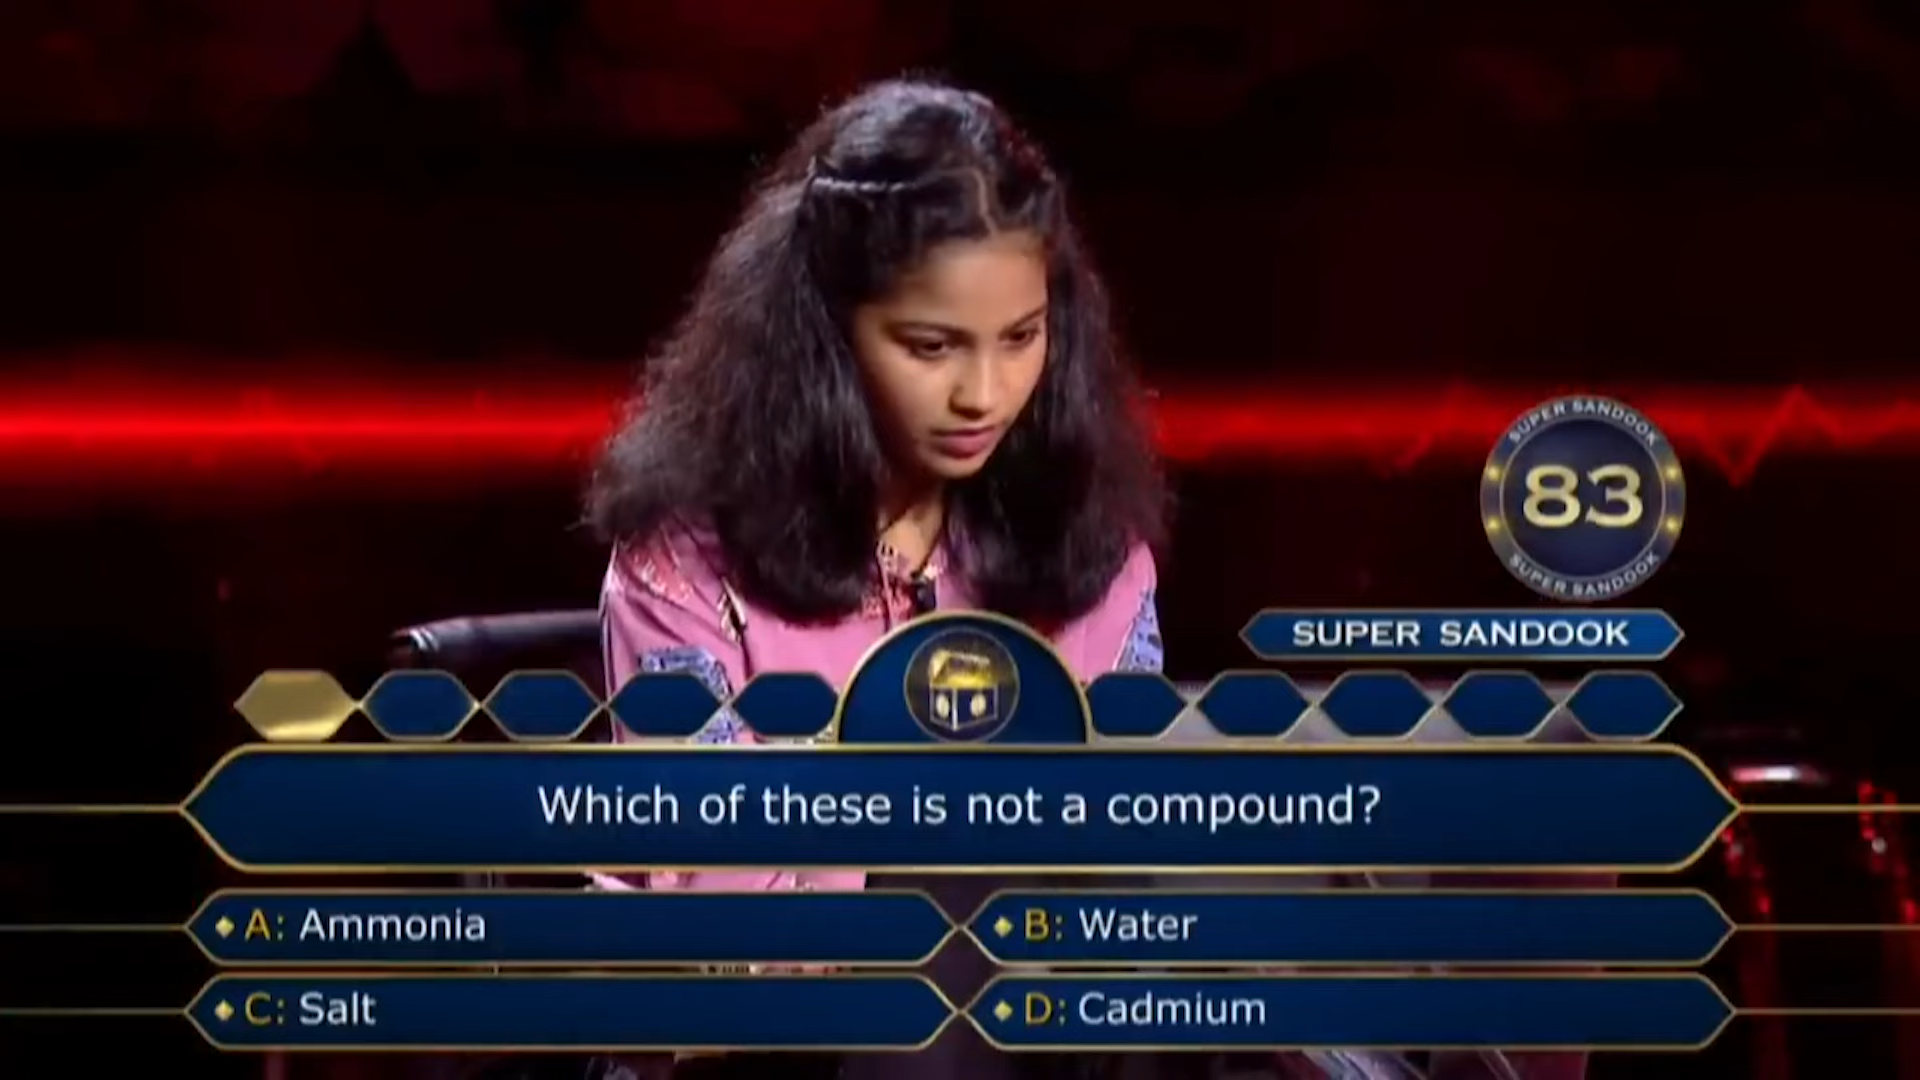 SUPER SANDOOK
83
SUPER SANDOOK
SUPER SANDOOK
Which of these is not a compound?
A: Ammonia
B: Water
C: Salt
D: Cadmium